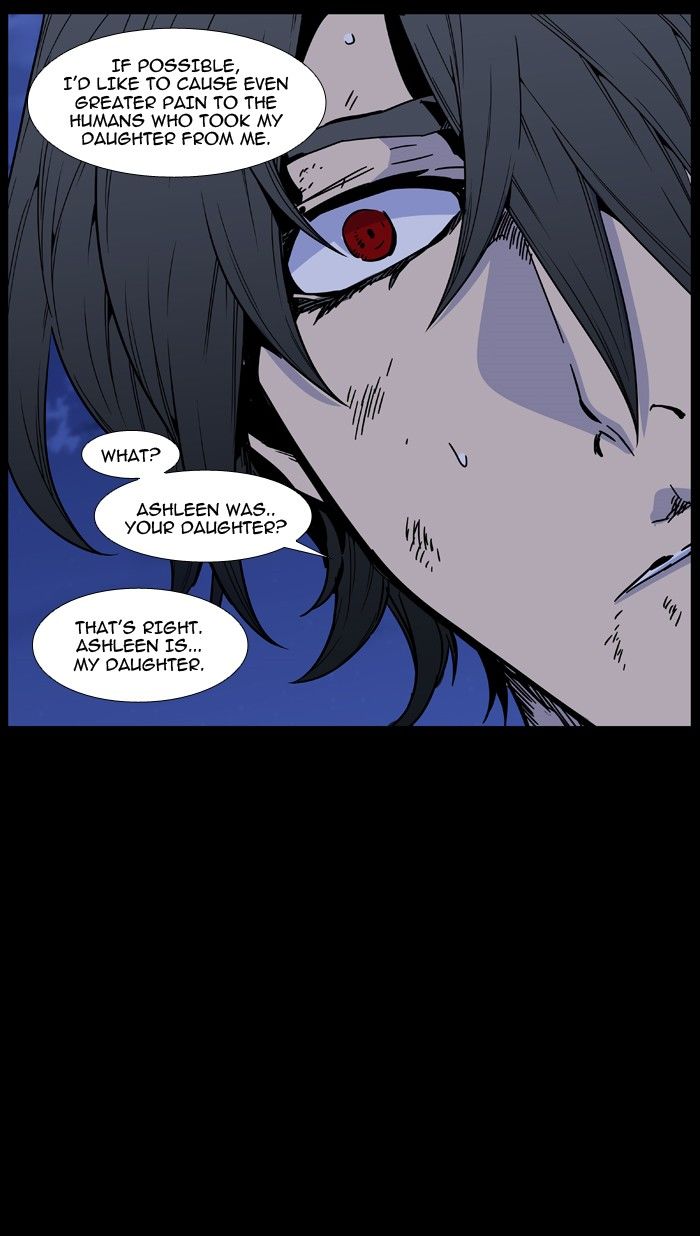 IF POSSIBLE,
I'D LIKE TO CAUSE EVEN
GREATER PAIN TO THE
HUMANS WHO TOOK MY
DAUGHTER FROM ME.
WHAT?
ASHLEEN WAS..
YOUR DAUGHTER?
THAT'S RIGHT.
ASHLEEN IS...
MY DAUGHTER.